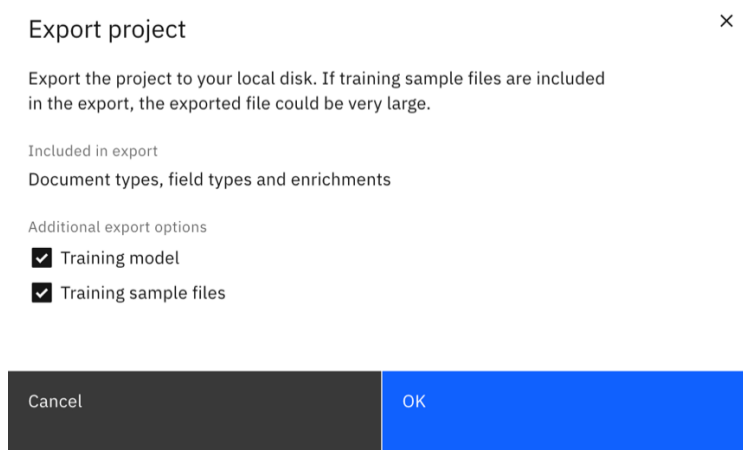 Export project
Export the project to your local disk. If training sample files are included
in the export, the exported file could be very large.
Included in export
Document types, field types and enrichments
Additional export options
Training model
Training sample files
Cancel
OK